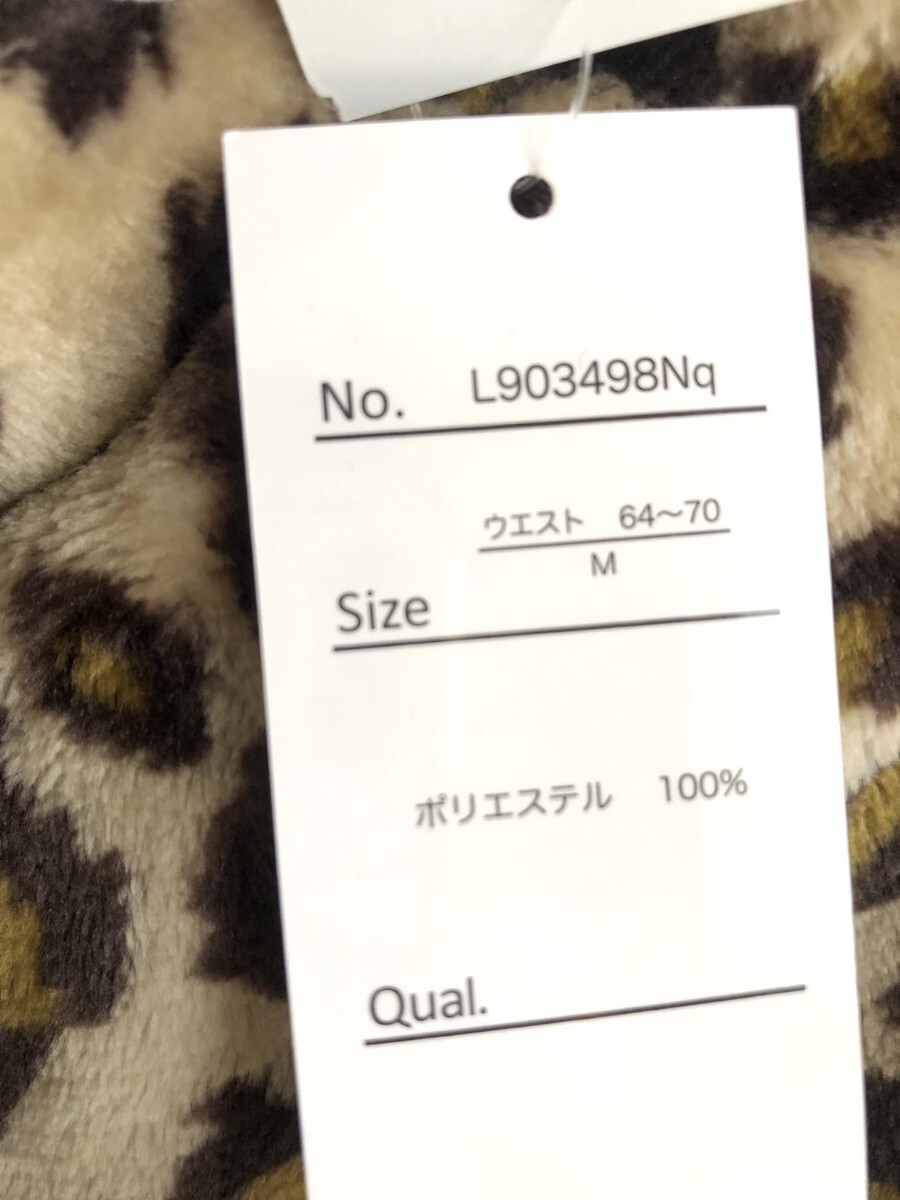 No. L903498Nq
ウエスト 64～70
M
Size
ポリエステル 100%
Qual.